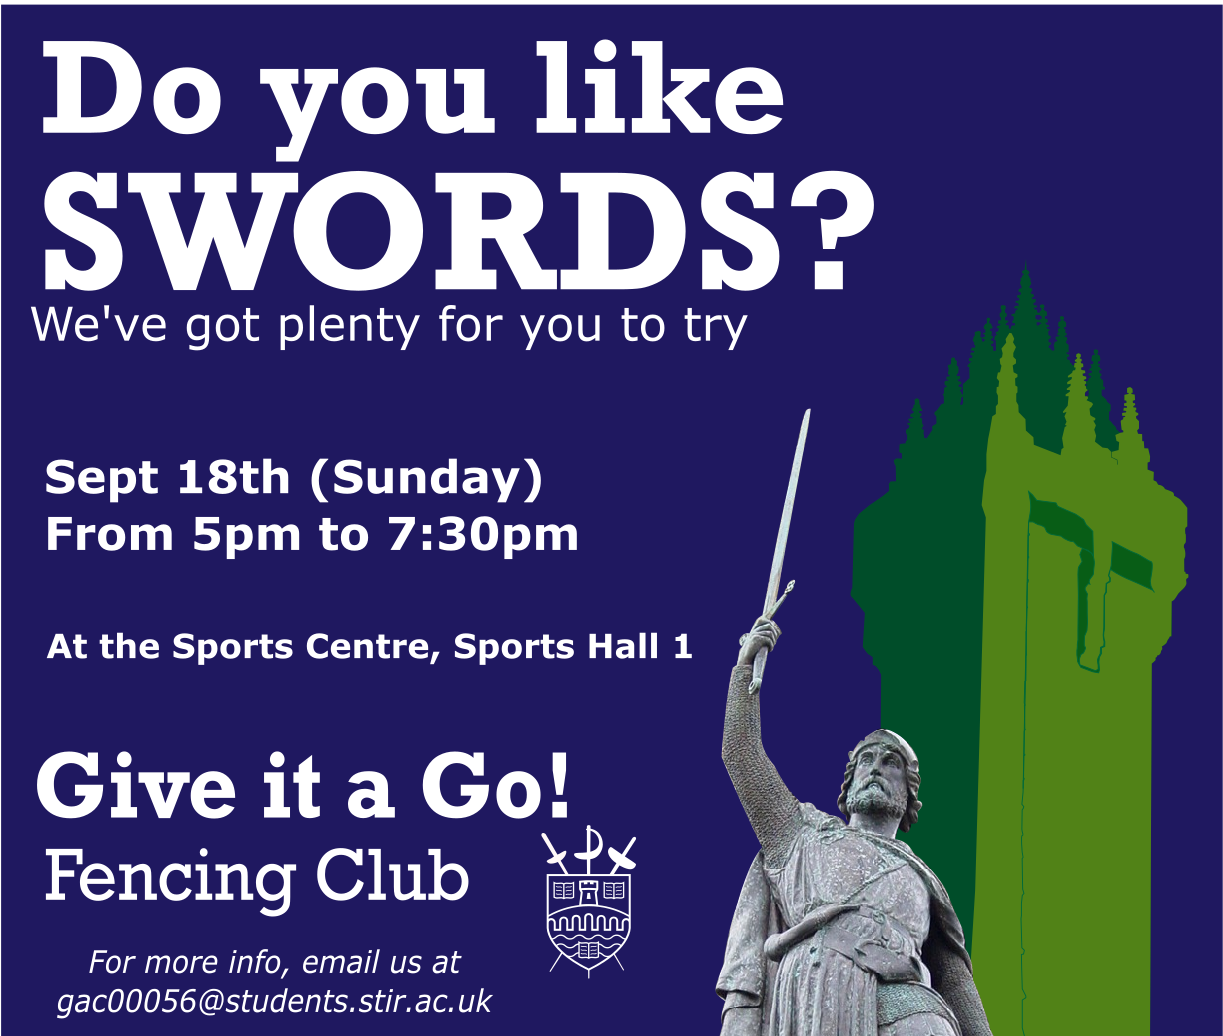 Do you like
SWORDS?
We've got plenty for you to try
Sept 18th (Sunday)
From 5pm to 7:30pm
At the Sports Centre, Sports Hall 1
Give it a Go!
Fencing Club
For more info, email us at
gac00056@students.stir.ac.uk